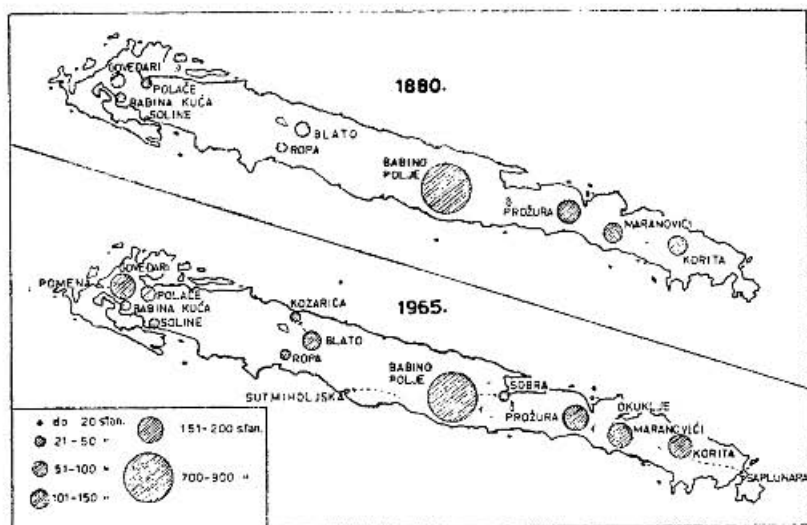 1880.
GOVEDARI
POLAČE
BABINA KUĆA
SOLINE
BLATO
ROPA
BABINO
POLJE
PROŽURA
MARANOVIĆI
KORITA
1965.
GOVEDARI
POMENA
POLAČE
BABINA KUĆA
SOLINE
KOZARICA
BLATO
ROPA
BABINO
POLJE
SUTMIHOLJSKA
SOBRA
PROŽURA
OKUKLJE
MARANOVIĆI
KORITA
SAPLUNARA
do 20 stan.
21-50 "
51-100 "
101-150 "
151-200 stan.
700-900 "